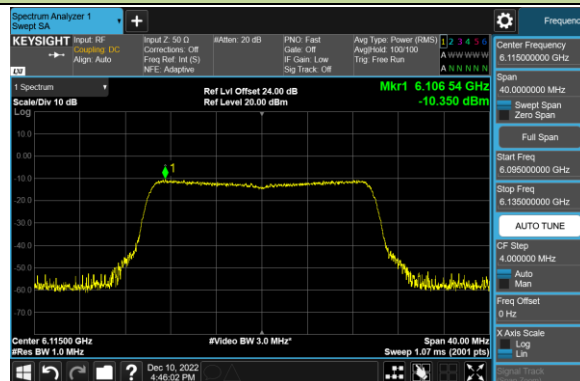 Spectrum Analyzer 1
Swept SA
Frequency
KEYSIGHT
Input: RF
Coupling: DC
Align: Auto
Input Z: 50 Ω
Corrections: Off
Freq Ref: Int (S)
NFE: Adaptive
#Atten: 20 dB
PNO: Fast
Gate: Off
IF Gain: Low
Sig Track: Off
Avg Type: Power (RMS)
Avg|Hold: 100/100
Trig: Free Run
1 2 3 4 5 6
A W W W W W
A N N N N N
LXI
1 Spectrum
Scale/Div 10 dB
Log
Ref Lvl Offset 24.00 dB
Ref Level 20.00 dBm
Mkr1 6.106 54 GHz
-10.350 dBm
10.0
0.00
-10.0
-20.0
-30.0
-40.0
-50.0
-60.0
-70.0
1
Center 6.11500 GHz
#Res BW 1.0 MHz
#Video BW 3.0 MHz*
Span 40.00 MHz
Sweep 1.07 ms (2001 pts)
Dec 10, 2022
4:46:02 PM
Center Frequency
6.115000000 GHz
Span
40.0000000 MHz
Swept Span
Zero Span
Full Span
Start Freq
6.095000000 GHz
Stop Freq
6.135000000 GHz
AUTO TUNE
CF Step
4.000000 MHz
Auto
Man
Freq Offset
0 Hz
X Axis Scale
Log
Lin
Signal Track